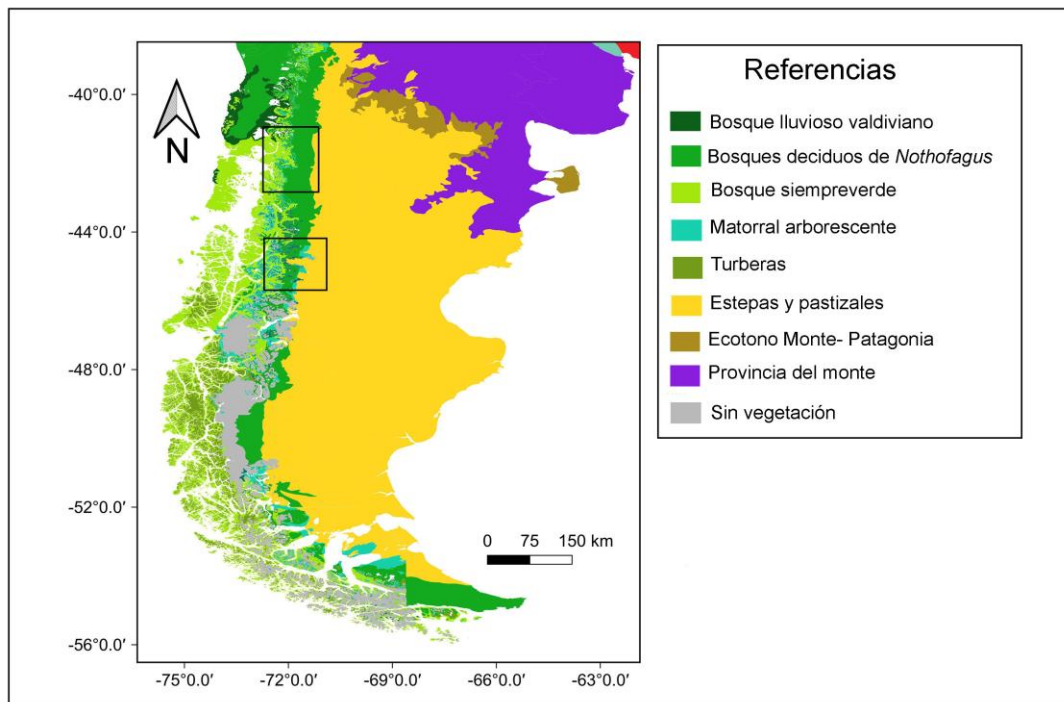 -40°0.0′
-44°0.0′
-48°0.0′
-52°0.0′
-56°0.0′
N
0 75 150 km
-75°0.0′ -72°0.0′ -69°0.0′ -66°0.0′ -63°0.0′
Referencias
Bosque lluvioso valdiviano
Bosques deciduos de Nothofagus
Bosque siempreverde
Matorral arborescente
Turberas
Estepas y pastizales
Ecotono Monte- Patagonia
Provincia del monte
Sin vegetación